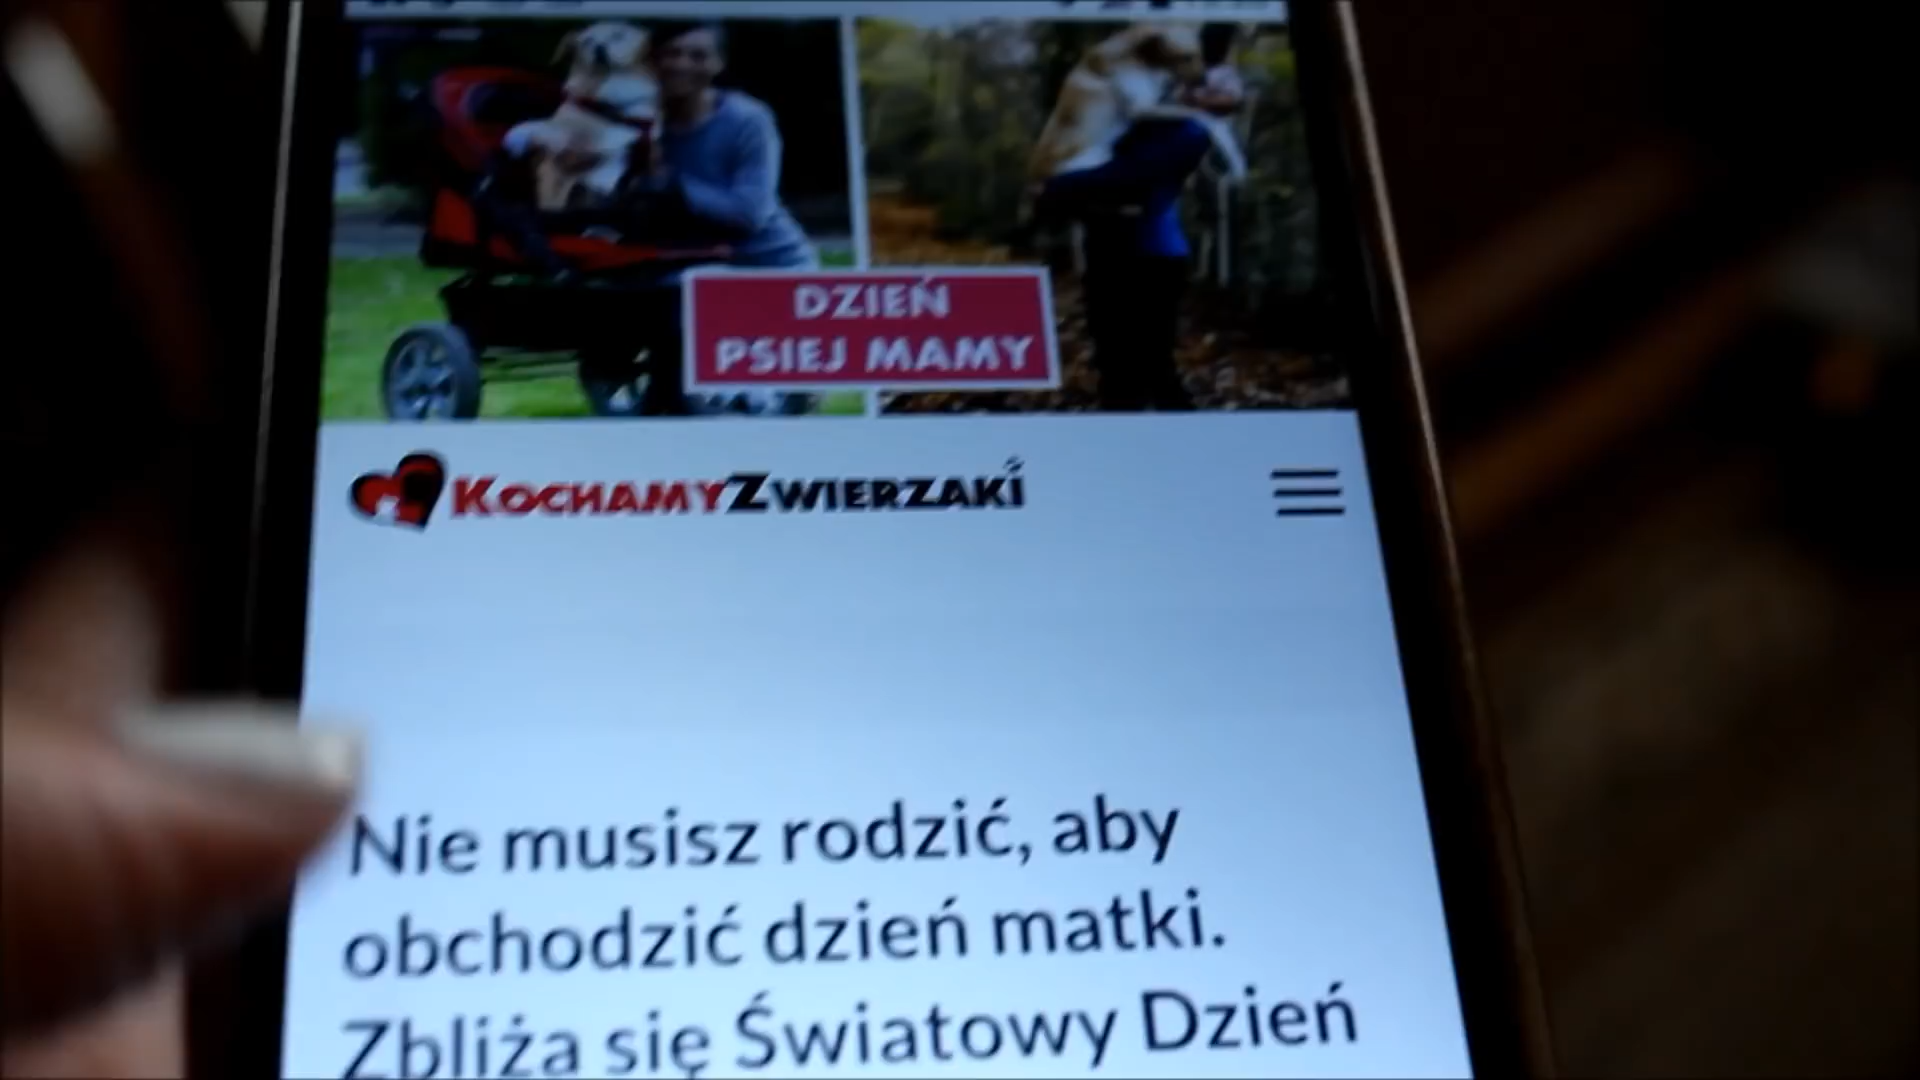 DZIEŃ
PSIEJ MAMY
KOCHAMYZWIERZAKI
Nie musisz rodzić, aby
obchodzić dzień matki.
Zbliża się Światowy Dzień